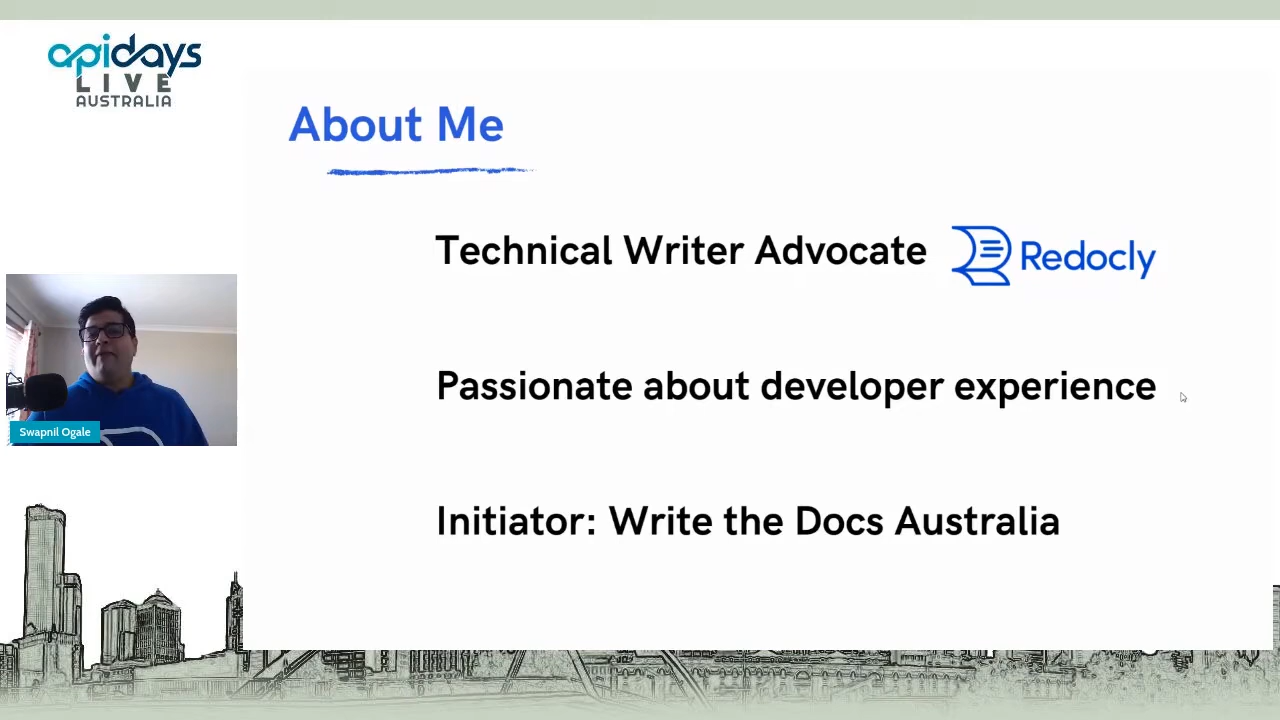 apidays
LIVE
AUSTRALIA
About Me
Technical Writer Advocate
Redocly
Passionate about developer experience
Swapnil Ogale
Initiator: Write the Docs Australia